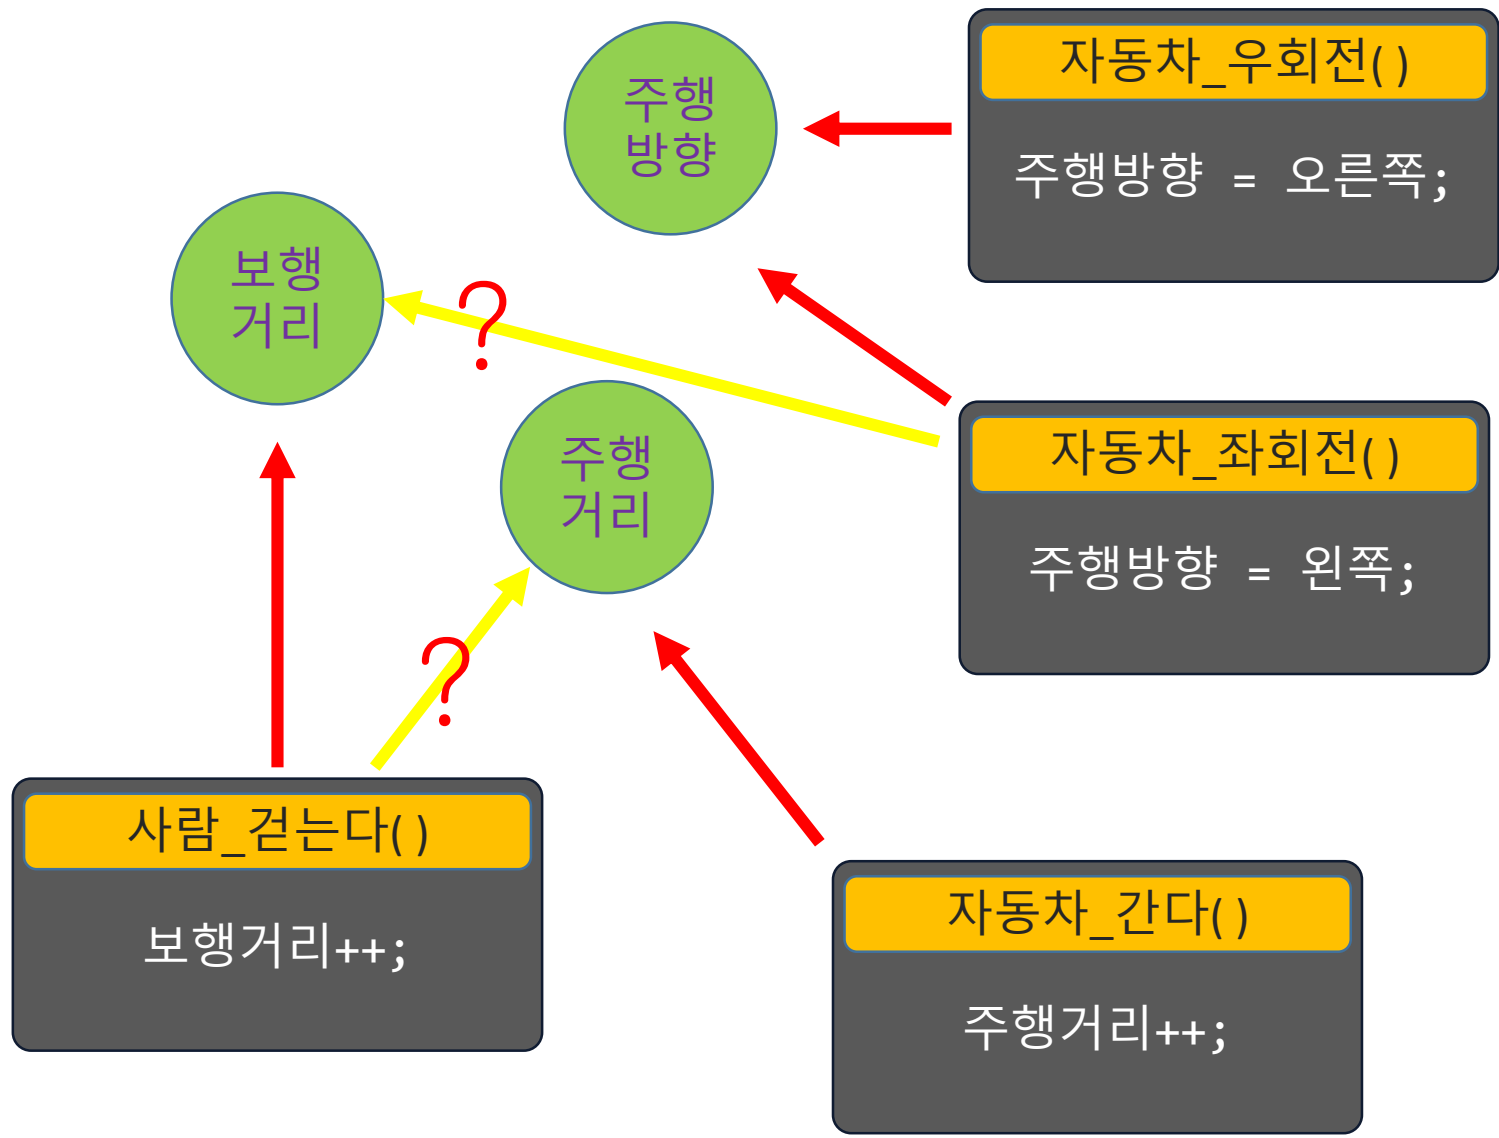 주행
방향
자동차_우회전()
주행방향 = 오른쪽;
보행
거리
?
주행
거리
자동차_좌회전()
주행방향 = 왼쪽;
?
사람_걷는다()
보행거리++;
자동차_간다()
주행거리++;